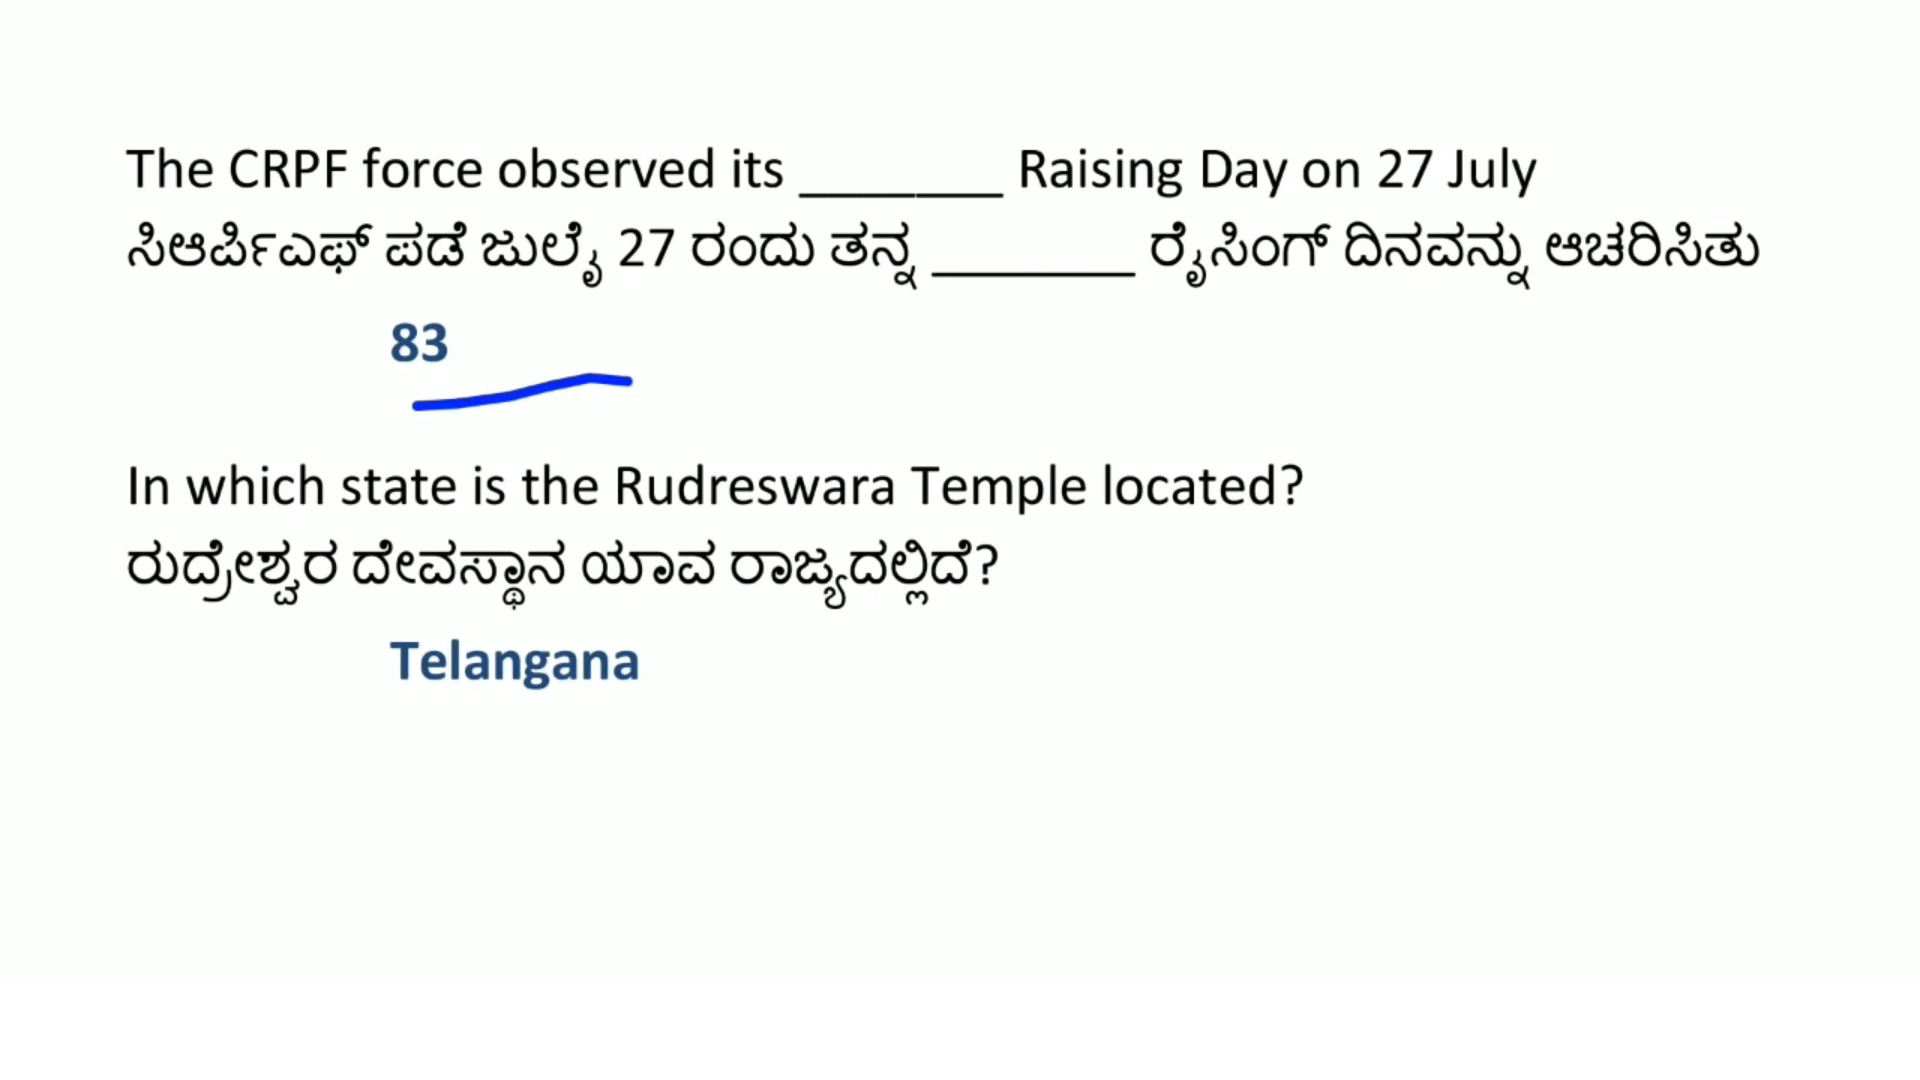 The CRPF force observed its _______ Raising Day on 27 July
ಸಿಆರ್ಪಿಎಫ್ ಪಡೆ ಜುಲೈ 27 ರಂದು ತನ್ನ _______ ರೈಸಿಂಗ್ ದಿನವನ್ನು ಆಚರಿಸಿತು
83
In which state is the Rudreswara Temple located?
ರುದ್ರೇಶ್ವರ ದೇವಸ್ಥಾನ ಯಾವ ರಾಜ್ಯದಲ್ಲಿದೆ?
Telangana